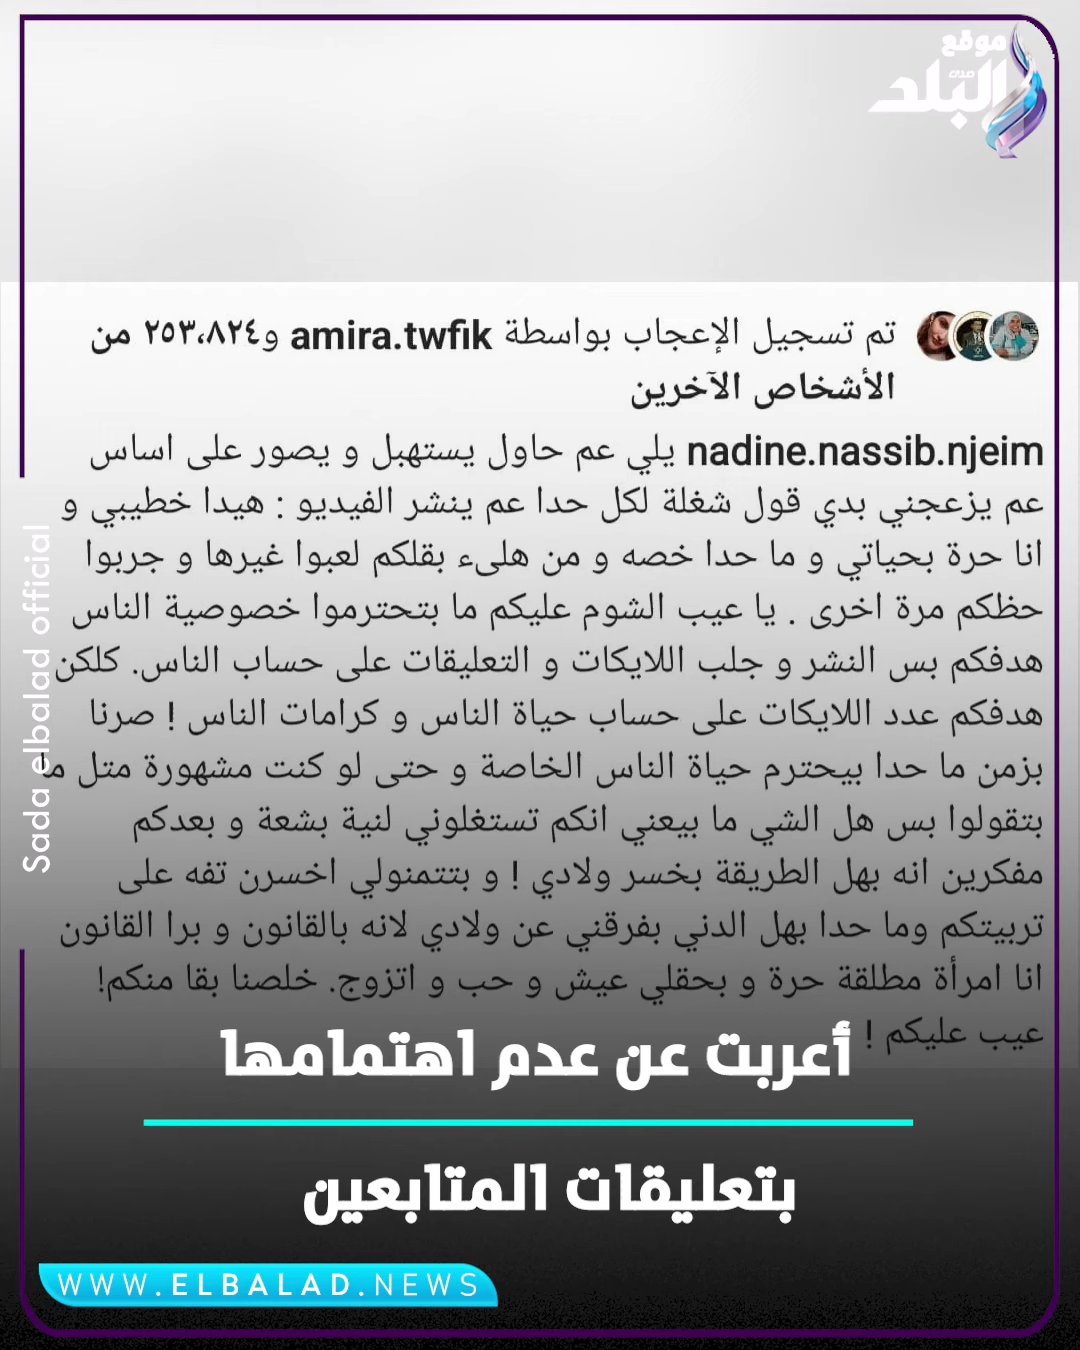 موقع
صدى
البلد
تم تسجيل الإعجاب بواسطة amira.twfik و٢٥٣،٨٢٤ من
الأشخاص الآخرين
nadine.nassib.njeim يلي عم حاول يستهبل و يصور على اساس
عم يزعجني بدي قول شغلة لكل حدا عم ينشر الفيديو : هيدا خطيبي و
انا حرة بحياتي و ما حدا خصه و من هلىء بقلكم لعبوا غيرها و جربوا
حظكم مرة اخرى . يا عيب الشوم عليكم ما بتحترموا خصوصية الناس
هدفكم بس النشر و جلب اللايكات و التعليقات على حساب الناس. كلكن
هدفكم عدد اللايكات على حساب حياة الناس و كرامات الناس ! صرنا
بزمن ما حدا بيحترم حياة الناس الخاصة و حتى لو كنت مشهورة متل ما
بتقولوا بس هل الشي ما بيعني انكم تستغلوني لنية بشعة و بعدكم
مفكرين انه بهل الطريقة بخسر ولادي ! و بتتمنولي اخسرن تفه على
تربيتكم وما حدا بهل الدني بفرقني عن ولادي لانه بالقانون و برا القانون
انا امرأة مطلقة حرة و بحقلي عيش و حب و اتزوج. خلصنا بقا منكم!
عيب عليكم !
أعربت عن عدم اهتمامها
بتعليقات المتابعين
Sada elbalad official
WWW.ELBALAD.NEWS